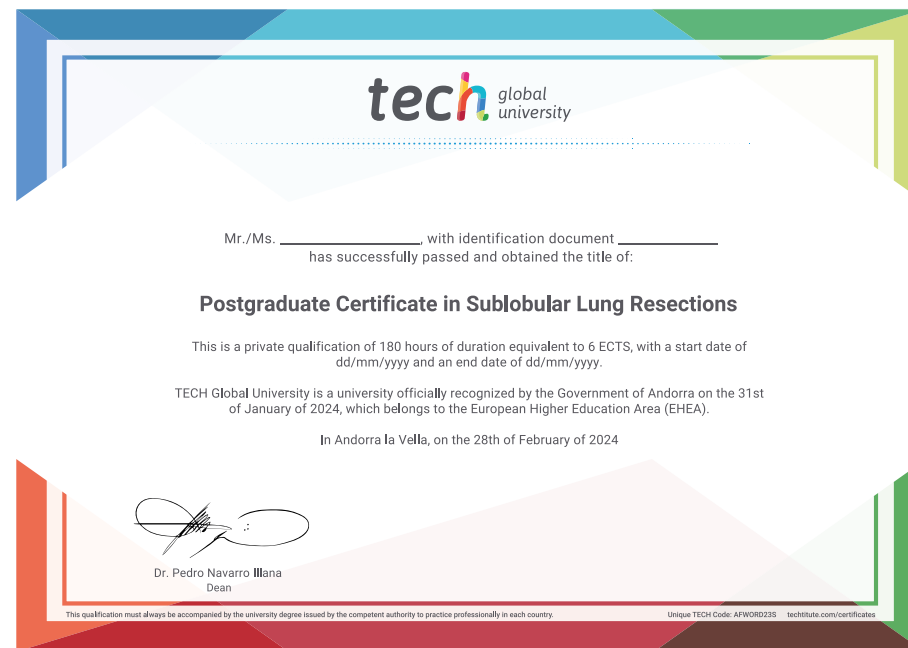 tech global university
Mr./Ms. ____________________, with identification document ______________
has successfully passed and obtained the title of:
Postgraduate Certificate in Sublobular Lung Resections
This is a private qualification of 180 hours of duration equivalent to 6 ECTS, with a start date of
dd/mm/yyyy and an end date of dd/mm/yyyy.
TECH Global University is a university officially recognized by the Government of Andorra on the 31st
of January of 2024, which belongs to the European Higher Education Area (EHEA).
In Andorra la Vella, on the 28th of February of 2024
Dr. Pedro Navarro Illana
Dean
This qualification must always be accompanied by the university degree issued by the competent authority to practice professionally in each country.
Unique TECH Code: AFWORD23S techtitute.com/certificates